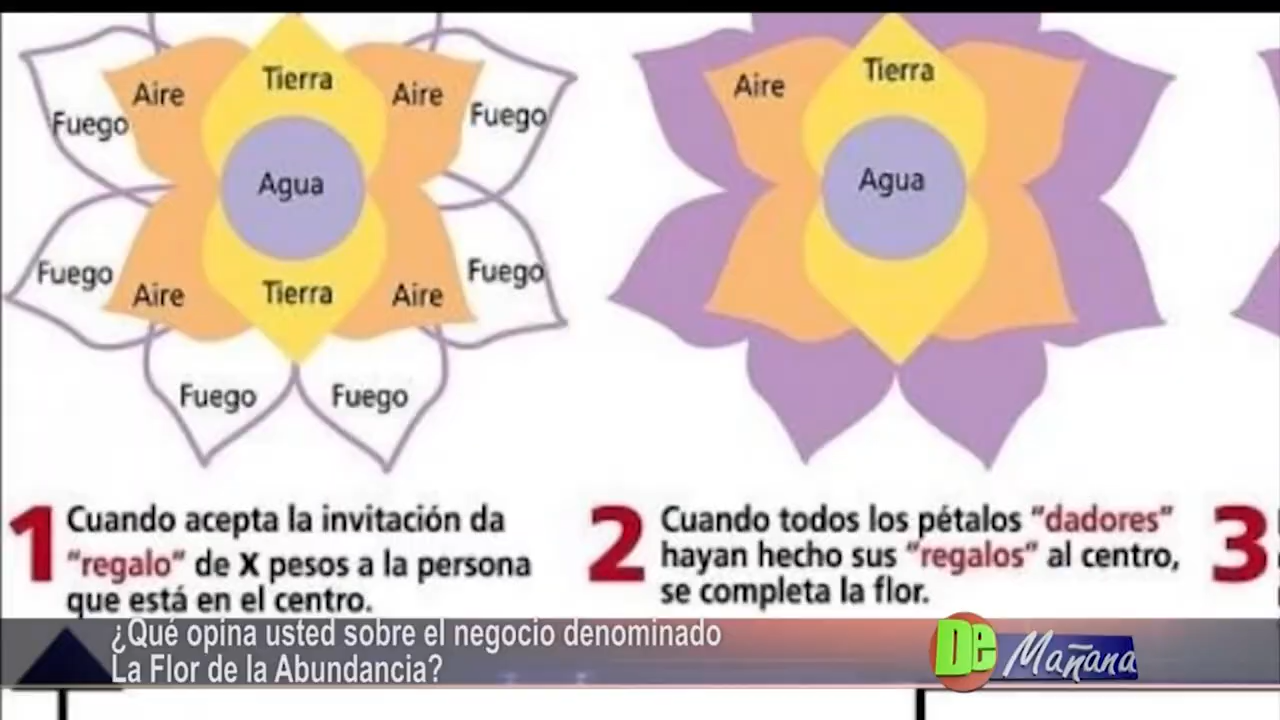 Tierra
Aire
Aire
Fuego
Fuego
Agua
Fuego
Fuego
Aire
Tierra
Aire
Fuego
Fuego
Tierra
Aire
Agua
1
Cuando acepta la invitación da
“regalo” de X pesos a la persona
que está en el centro.
2
Cuando todos los pétalos “dadores”
hayan hecho sus “regalos” al centro,
se completa la flor.
3
¿Qué opina usted sobre el negocio denominado
La Flor de la Abundancia?
De Mañana